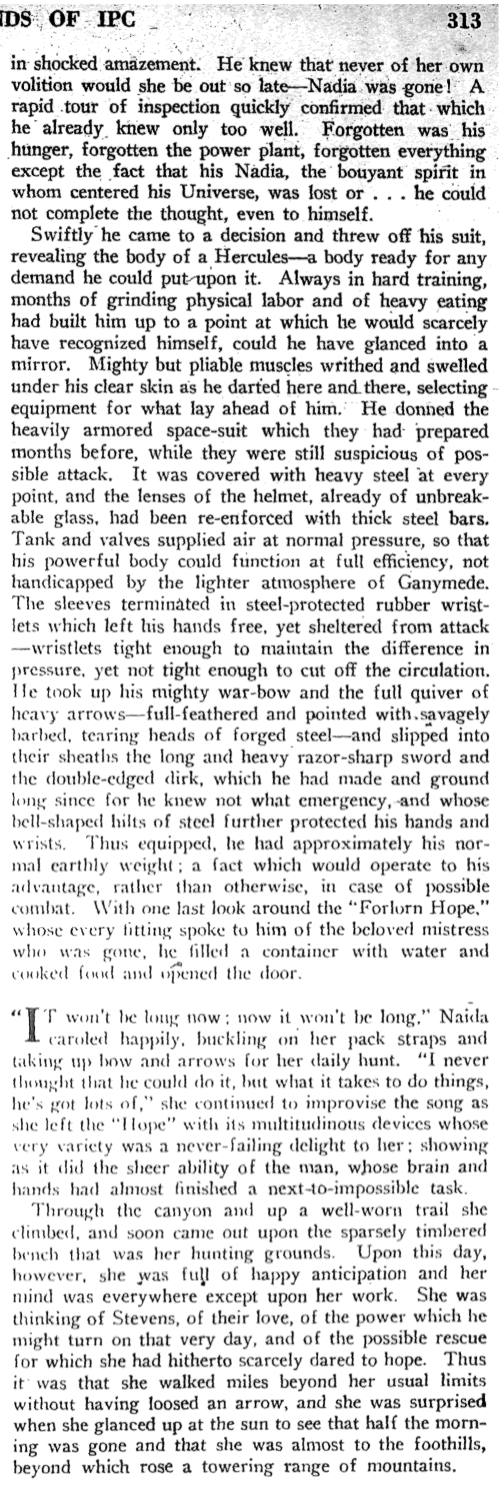 NDS OF IPC 313
in shocked amazement. He knew that never of her own
volition would she be out so late—Nadia was gone! A
rapid tour of inspection quickly confirmed that which
he already knew only too well. Forgotten was his
hunger, forgotten the power plant, forgotten everything
except the fact that his Nadia, the bouyant spirit in
whom centered his Universe, was lost or . . . he could
not complete the thought, even to himself.
Swiftly he came to a decision and threw off his suit,
revealing the body of a Hercules—a body ready for any
demand he could put upon it. Always in hard training,
months of grinding physical labor and of heavy eating
had built him up to a point at which he would scarcely
have recognized himself, could he have glanced into a
mirror. Mighty but pliable muscles writhed and swelled
under his clear skin as he darted here and there, selecting
equipment for what lay ahead of him. He donned the
heavily armored space-suit which they had prepared
months before, while they were still suspicious of pos-
sible attack. It was covered with heavy steel at every
point, and the lenses of the helmet, already of unbreak-
able glass, had been re-enforced with thick steel bars.
Tank and valves supplied air at normal pressure, so that
his powerful body could function at full efficiency, not
handicapped by the lighter atmosphere of Ganymede.
The sleeves terminated in steel-protected rubber wrist-
lets which left his hands free, yet sheltered from attack
—wristlets tight enough to maintain the difference in
pressure, yet not tight enough to cut off the circulation.
He took up his mighty war-bow and the full quiver of
heavy arrows—full-feathered and pointed with savagely
barbed, tearing heads of forged steel—and slipped into
their sheaths the long and heavy razor-sharp sword and
the double-edged dirk, which he had made and ground
long since for he knew not what emergency, and whose
bell-shaped hilts of steel further protected his hands and
wrists. Thus equipped, he had approximately his nor-
mal earthly weight; a fact which would operate to his
advantage, rather than otherwise, in case of possible
combat. With one last look around the "Forlorn Hope,"
whose every fitting spoke to him of the beloved mistress
who was gone, he filled a container with water and
cooked food and opened the door.
"IT won't be long now; now it won't be long," Naida
caroled happily, buckling on her pack straps and
taking up bow and arrows for her daily hunt. "I never
thought that he could do it, but what it takes to do things,
he's got lots of," she continued to improvise the song as
she left the "Hope" with its multitudinous devices whose
very variety was a never-failing delight to her; showing
as it did the sheer ability of the man, whose brain and
hands had almost finished a next-to-impossible task.
Through the canyon and up a well-worn trail she
climbed, and soon came out upon the sparsely timbered
bench that was her hunting grounds. Upon this day,
however, she was full of happy anticipation and her
mind was everywhere except upon her work. She was
thinking of Stevens, of their love, of the power which he
might turn on that very day, and of the possible rescue
for which she had hitherto scarcely dared to hope. Thus
it was that she walked miles beyond her usual limits
without having loosed an arrow, and she was surprised
when she glanced up at the sun to see that half the morn-
ing was gone and that she was almost to the foothills,
beyond which rose a towering range of mountains.